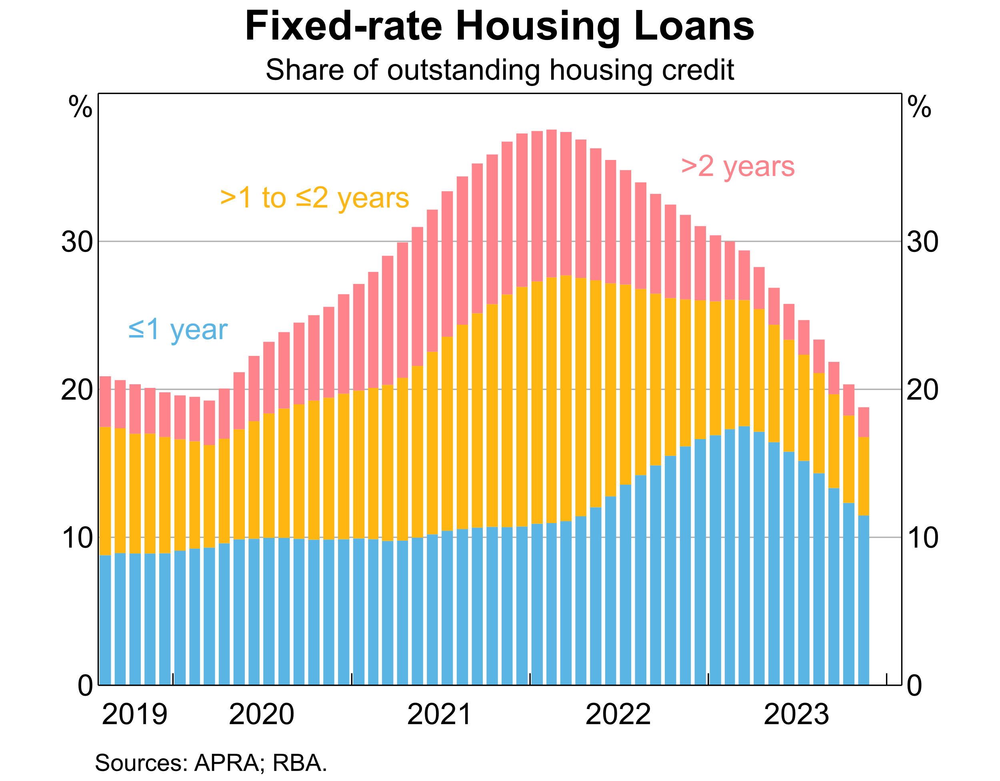 Fixed-rate Housing Loans
Share of outstanding housing credit
% %
>2 years
>1 to ≤2 years
30 30
≤1 year
20 20
10 10
0 0
2019 2020 2021 2022 2023
Sources: APRA; RBA.